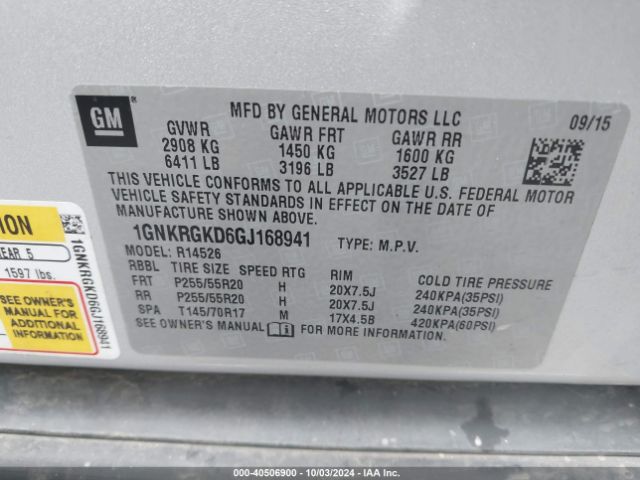 GM
MFD BY GENERAL MOTORS LLC
09/15
GVWR GAWR FRT GAWR RR
2908 KG 1450 KG 1600 KG
6411 LB 3196 LB 3527 LB
THIS VEHICLE CONFORMS TO ALL APPLICABLE U.S. FEDERAL MOTOR
VEHICLE SAFETY STANDARDS IN EFFECT ON THE DATE OF
MANUFACTURE SHOWN ABOVE.
1GNKRGKD6GJ168941 TYPE: M.P.V.
MODEL: R14526
RBBL TIRE SIZE SPEED RTG RIM COLD TIRE PRESSURE
FRT P255/55R20 H 20X7.5J 240KPA(35PSI)
RR P255/55R20 H 20X7.5J 240KPA(35PSI)
SPA T145/70R17 M 17X4.5B 420KPA(60PSI)
SEE OWNER'S MANUAL FOR MORE INFORMATION.
ION
EAR 5
1597 lbs.
SEE OWNER'S
MANUAL FOR
ADDITIONAL
INFORMATION
1GNKRGKD6GJ168941
000-40506900 - 10/03/2024 - IAA Inc.